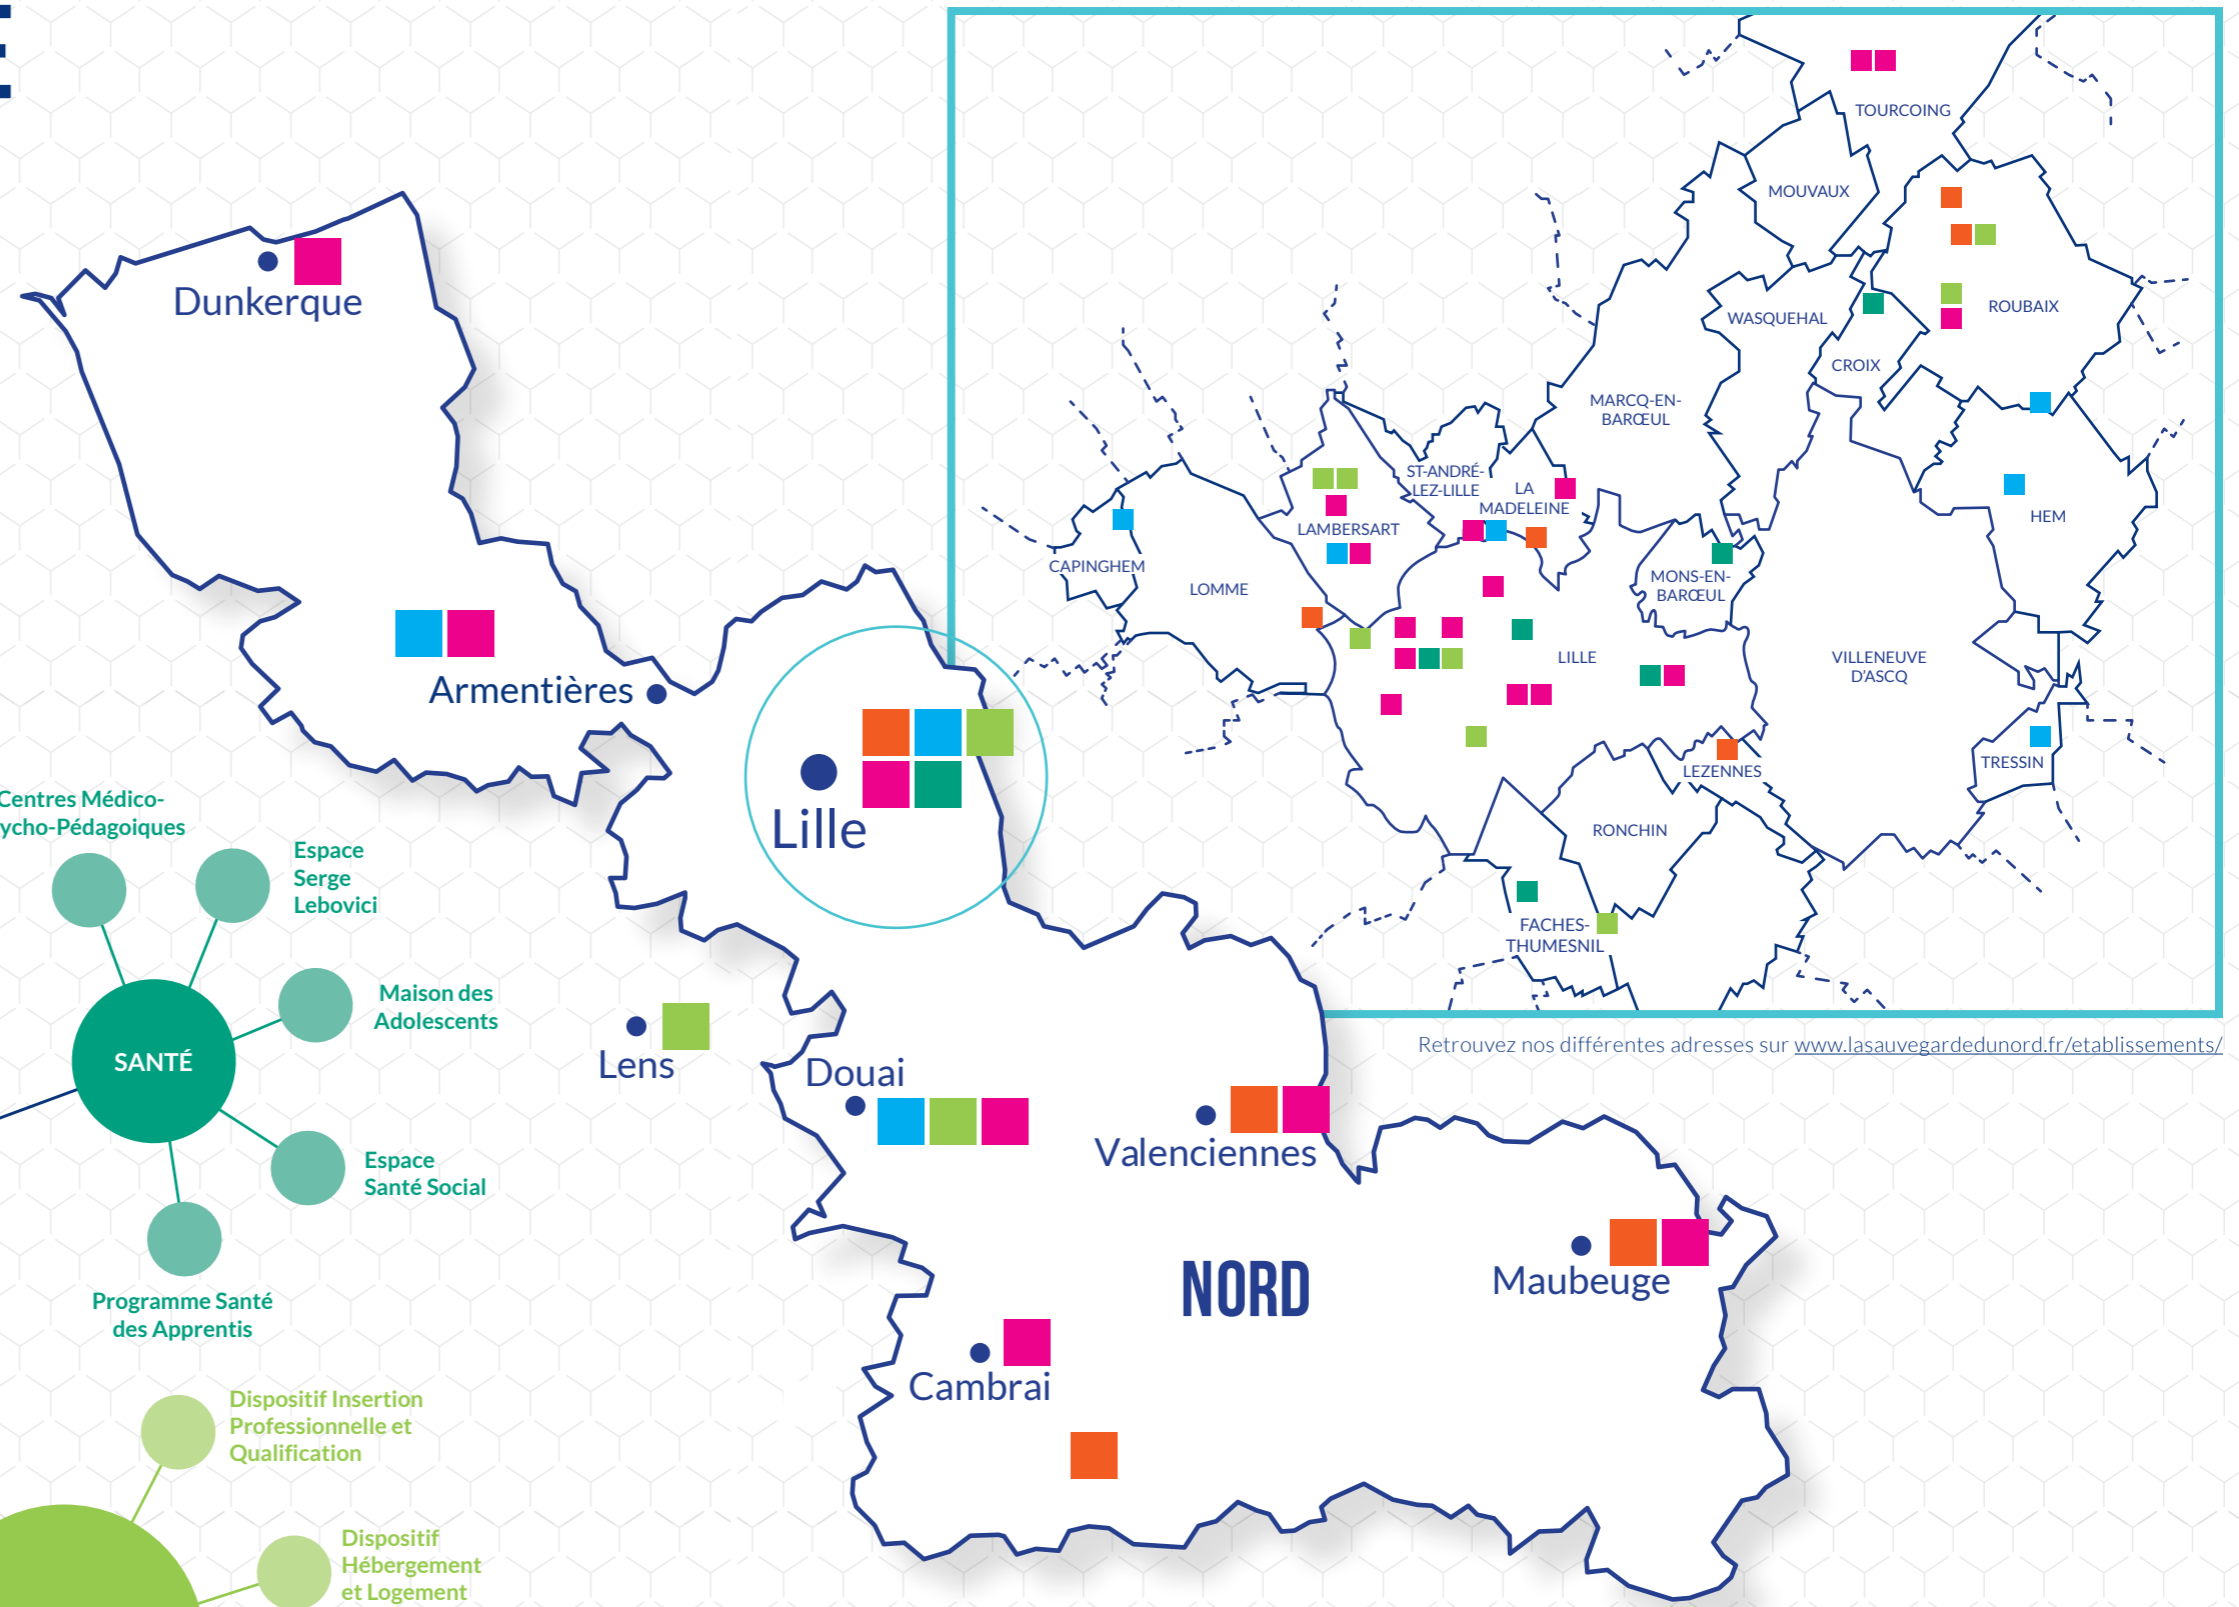 E
TOURCOING
MOUVAUX
ROUBAIX
WASQUEHAL
CROIX
MARCQ-EN-
BARŒUL
ST-ANDRÉ-
LEZ-LILLE
LA
MADELEINE
LAMBERSART
HEM
CAPINGHEM
LOMME
MONS-EN-
BARŒUL
LILLE
VILLENEUVE
D'ASCQ
LEZENNES
TRESSIN
RONCHIN
FACHES-
THUMESNIL
Retrouvez nos différentes adresses sur www.lasauvegardedunord.fr/etablissements/
Dunkerque
Armentières
Lille
Lens
Douai
Valenciennes
NORD
Maubeuge
Cambrai
Centres Médico-
ycho-Pédagoiques
Espace
Serge
Lebovici
Maison des
Adolescents
SANTÉ
Espace
Santé Social
Programme Santé
des Apprentis
Dispositif Insertion
Professionnelle et
Qualification
Dispositif
Hébergement
et Logement